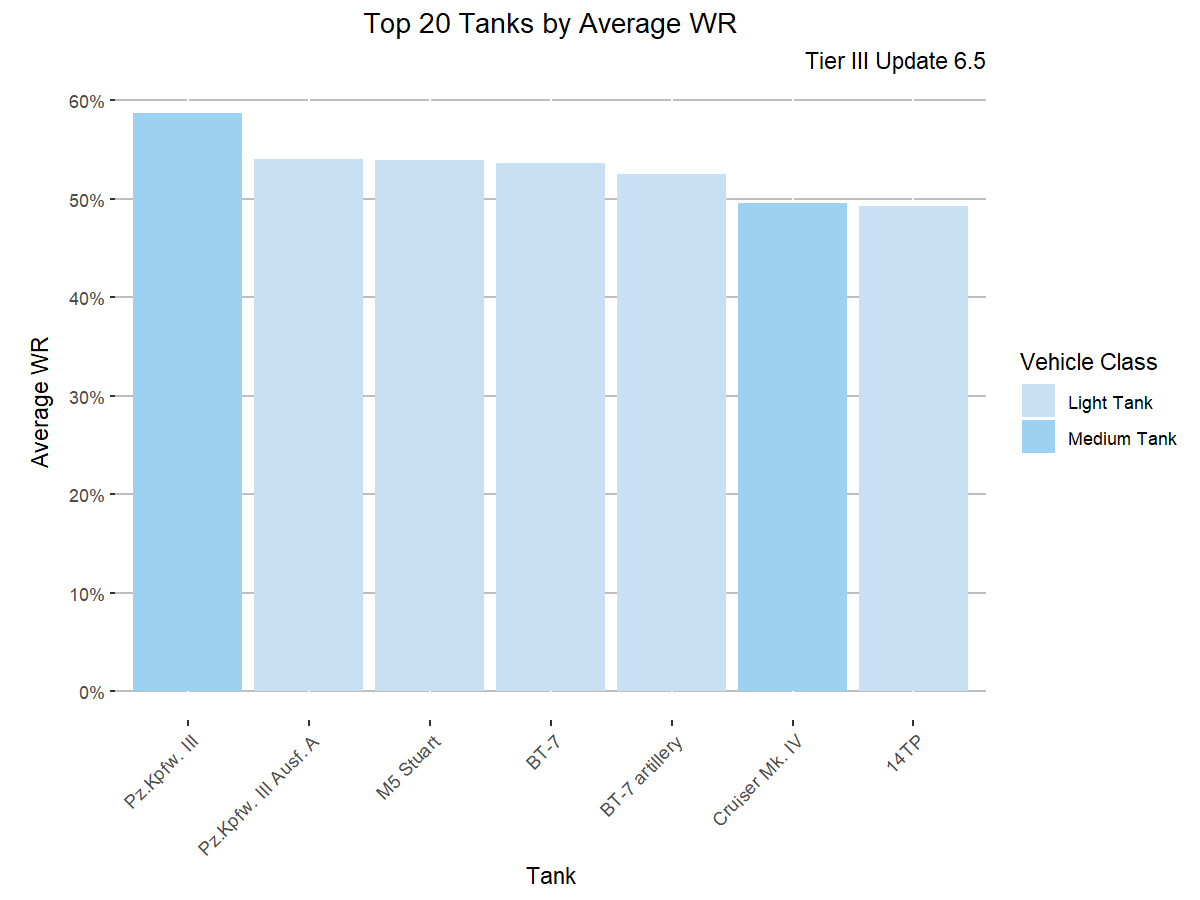 Top 20 Tanks by Average WR
Tier III Update 6.5
60%
50%
40%
30%
20%
10%
0%
Average WR
Pz.Kpfw. III
Pz.Kpfw. III Ausf. A
M5 Stuart
BT-7
BT-7 artillery
Cruiser Mk. IV
14TP
Tank
Vehicle Class
Light Tank
Medium Tank